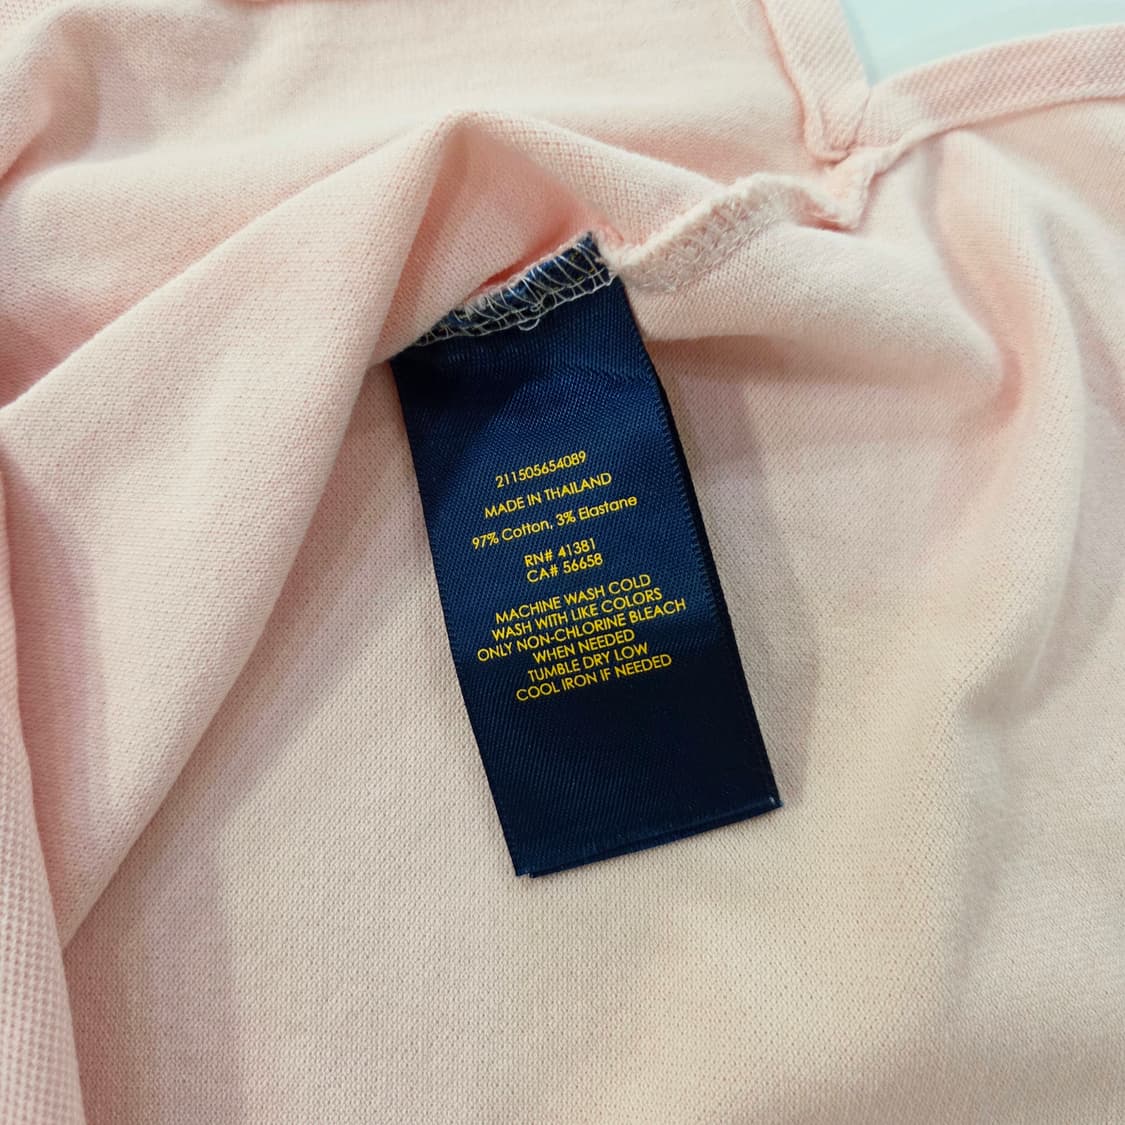 211505654089
MADE IN THAILAND
97% Cotton, 3% Elastane
RN# 41381
CA# 56658
MACHINE WASH COLD
WASH WITH LIKE COLORS
ONLY NON-CHLORINE BLEACH
WHEN NEEDED
TUMBLE DRY LOW
COOL IRON IF NEEDED